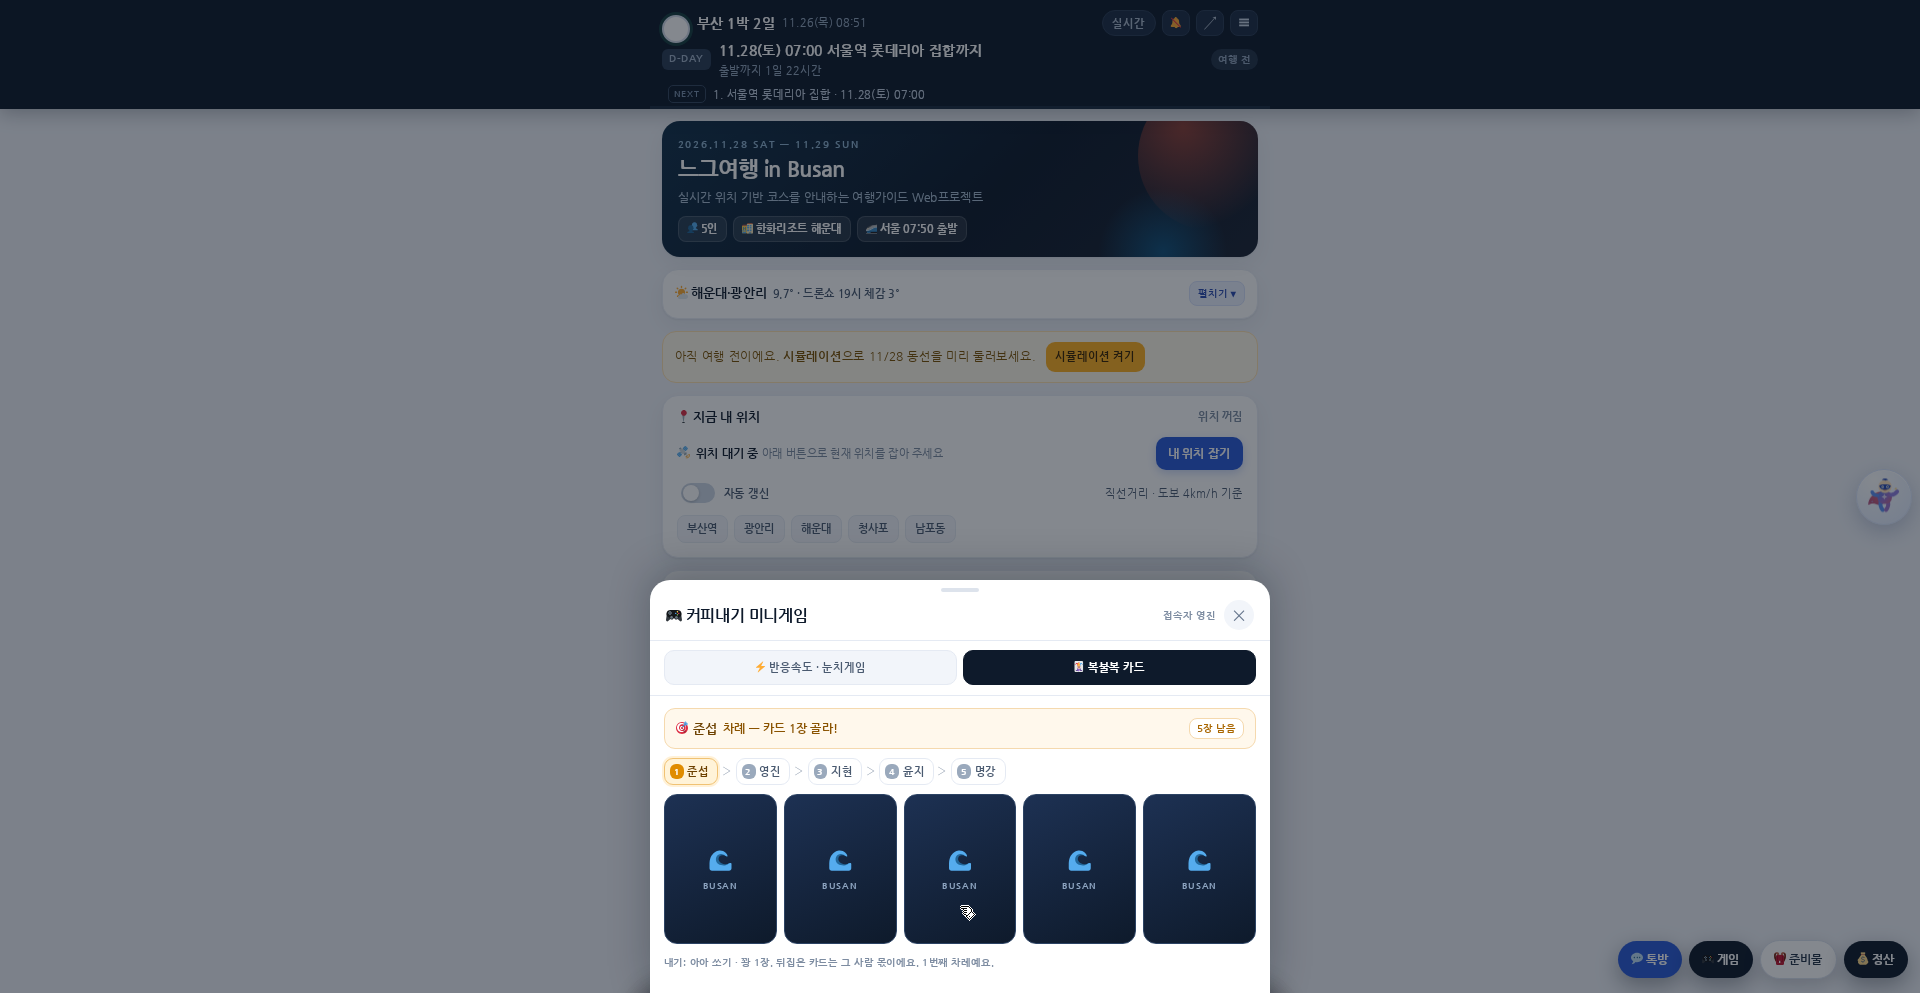 부산 1박 2일 11.26(목) 08:51
실시간
D-DAY
11.28(토) 07:00 서울역 롯데리아 집합까지
출발까지 1일 22시간
여행 전
NEXT 1. 서울역 롯데리아 집합 · 11.28(토) 07:00
2026.11.28 SAT — 11.29 SUN
느그여행 in Busan
실시간 위치 기반 코스를 안내하는 여행가이드 Web프로젝트
5인 한화리조트 해운대 서울 07:50 출발
해운대·광안리 9.7° · 드론쇼 19시 체감 3° 펼치기 ▾
아직 여행 전이에요. 시뮬레이션으로 11/28 동선을 미리 둘러보세요. 시뮬레이션 켜기
지금 내 위치 위치 꺼짐
위치 대기 중 아래 버튼으로 현재 위치를 잡아 주세요 내 위치 잡기
자동 갱신 직선거리 · 도보 4km/h 기준
부산역 광안리 해운대 청사포 남포동
커피내기 미니게임 접속자 영진
반응속도 · 눈치게임 복불복 카드
준섭 차례 — 카드 1장 골라! 5장 남음
1 준섭 > 2 영진 > 3 지현 > 4 윤지 > 5 명강
BUSAN BUSAN BUSAN BUSAN BUSAN
내기: 아아 쏘기 · 꽝 1장. 뒤집은 카드는 그 사람 몫이에요. 1번째 차례예요.
톡방 게임 준비물 정산